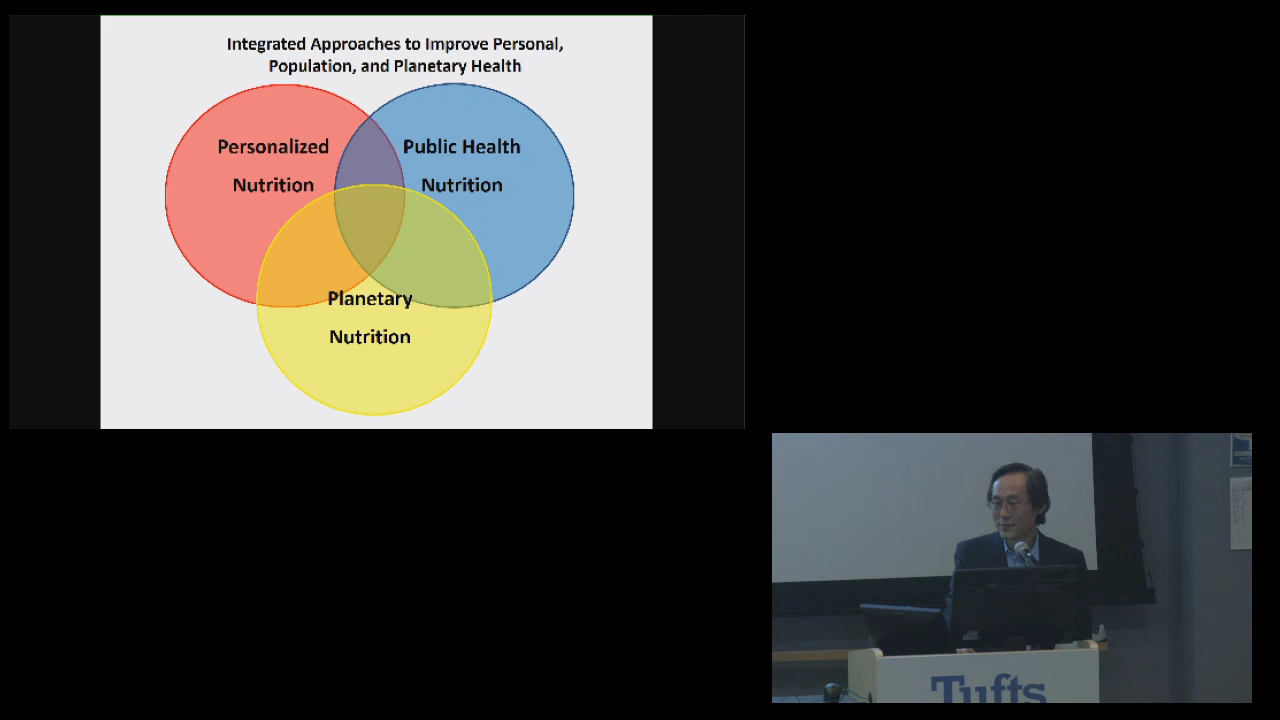 Integrated Approaches to Improve Personal,
Population, and Planetary Health
Personalized
Nutrition
Public Health
Nutrition
Planetary
Nutrition
Tufts